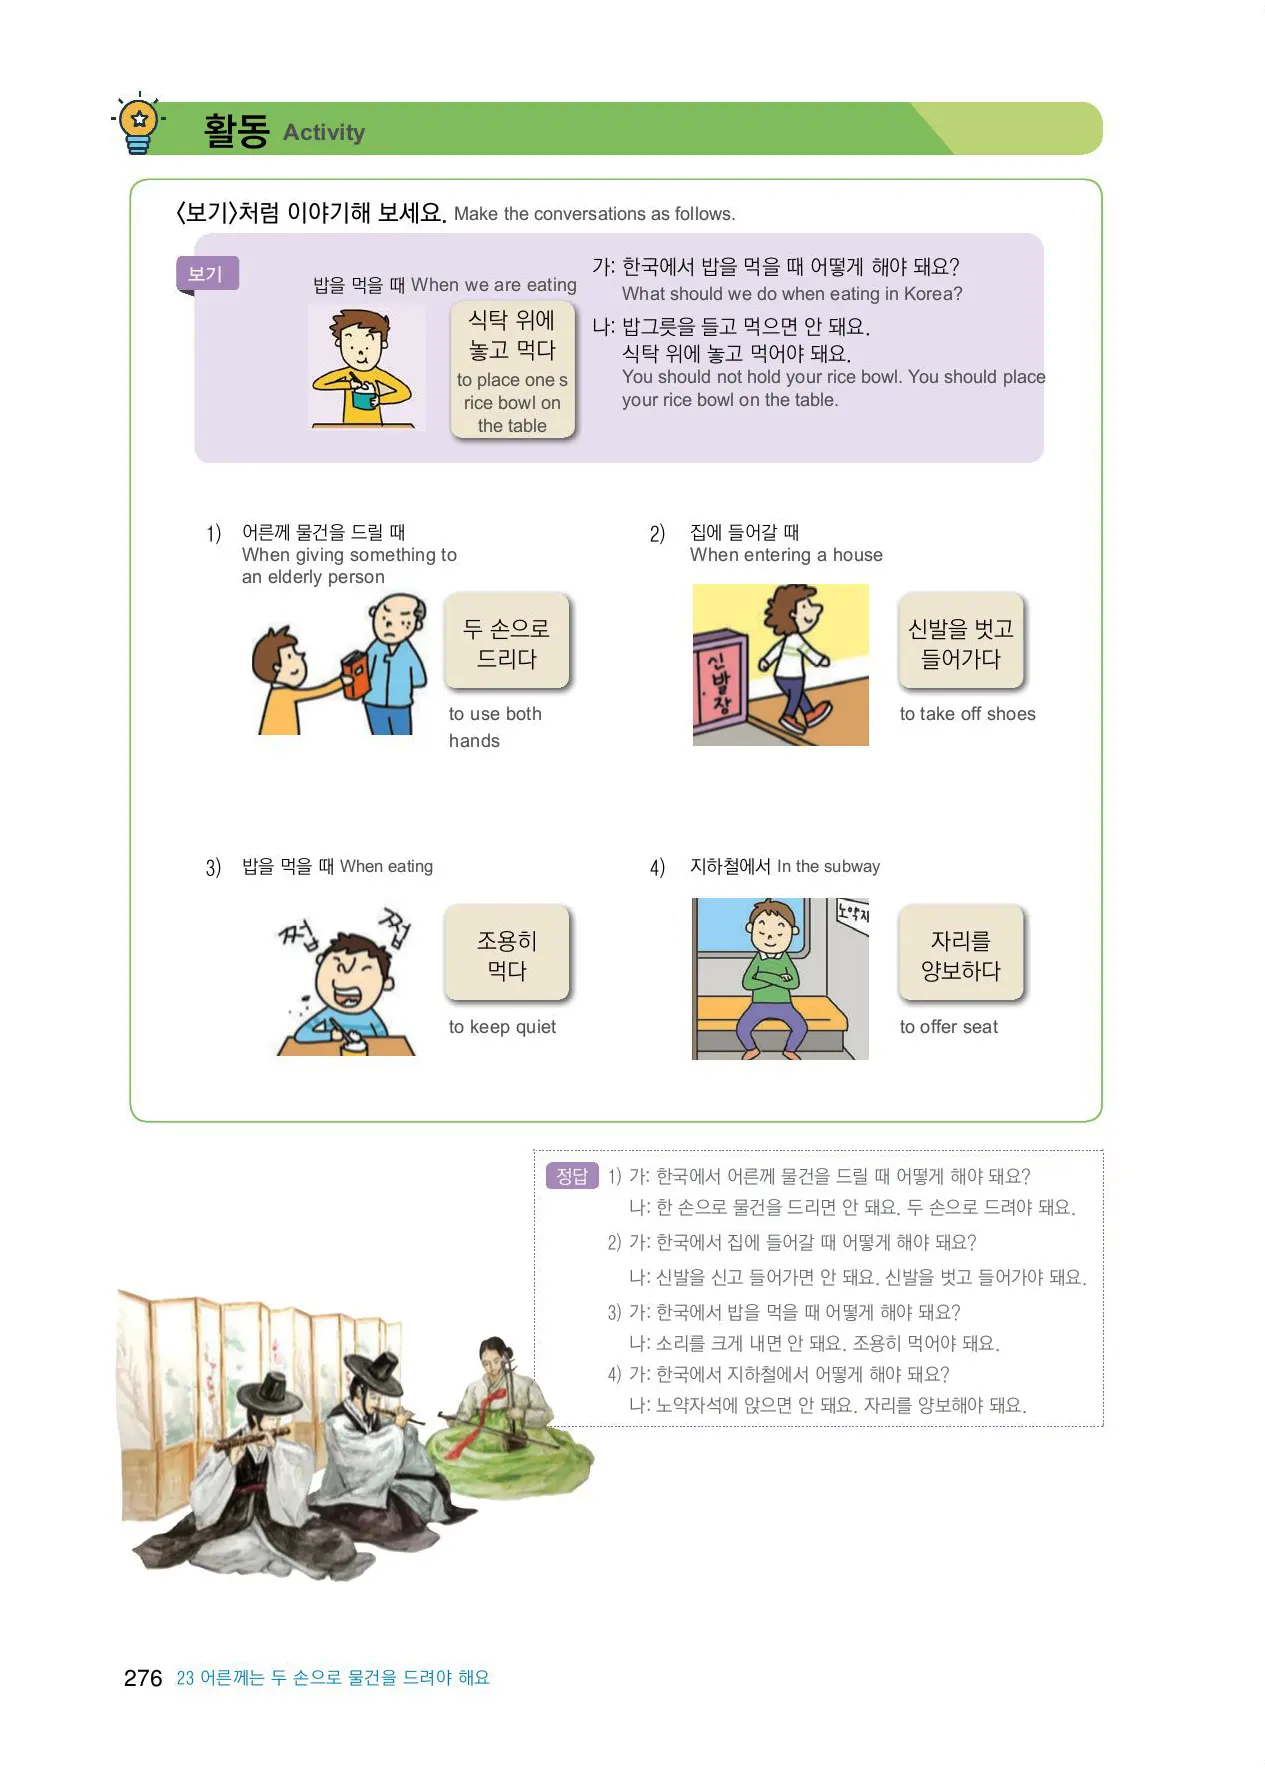 활동 Activity
〈보기〉처럼 이야기해 보세요. Make the conversations as follows.
보기
밥을 먹을 때 When we are eating
식탁 위에
놓고 먹다
to place one s
rice bowl on
the table
가: 한국에서 밥을 먹을 때 어떻게 해야 돼요?
What should we do when eating in Korea?
나: 밥그릇을 들고 먹으면 안 돼요.
식탁 위에 놓고 먹어야 돼요.
You should not hold your rice bowl. You should place
your rice bowl on the table.
1) 어른께 물건을 드릴 때
When giving something to
an elderly person
두 손으로
드리다
to use both
hands
2) 집에 들어갈 때
When entering a house
신발장
신발을 벗고
들어가다
to take off shoes
3) 밥을 먹을 때 When eating
쩝 쩝
조용히
먹다
to keep quiet
4) 지하철에서 In the subway
노약자
자리를
양보하다
to offer seat
정답 1) 가: 한국에서 어른께 물건을 드릴 때 어떻게 해야 돼요?
나: 한 손으로 물건을 드리면 안 돼요. 두 손으로 드려야 돼요.
2) 가: 한국에서 집에 들어갈 때 어떻게 해야 돼요?
나: 신발을 신고 들어가면 안 돼요. 신발을 벗고 들어가야 돼요.
3) 가: 한국에서 밥을 먹을 때 어떻게 해야 돼요?
나: 소리를 크게 내면 안 돼요. 조용히 먹어야 돼요.
4) 가: 한국에서 지하철에서 어떻게 해야 돼요?
나: 노약자석에 앉으면 안 돼요. 자리를 양보해야 돼요.
276 23 어른께는 두 손으로 물건을 드려야 해요